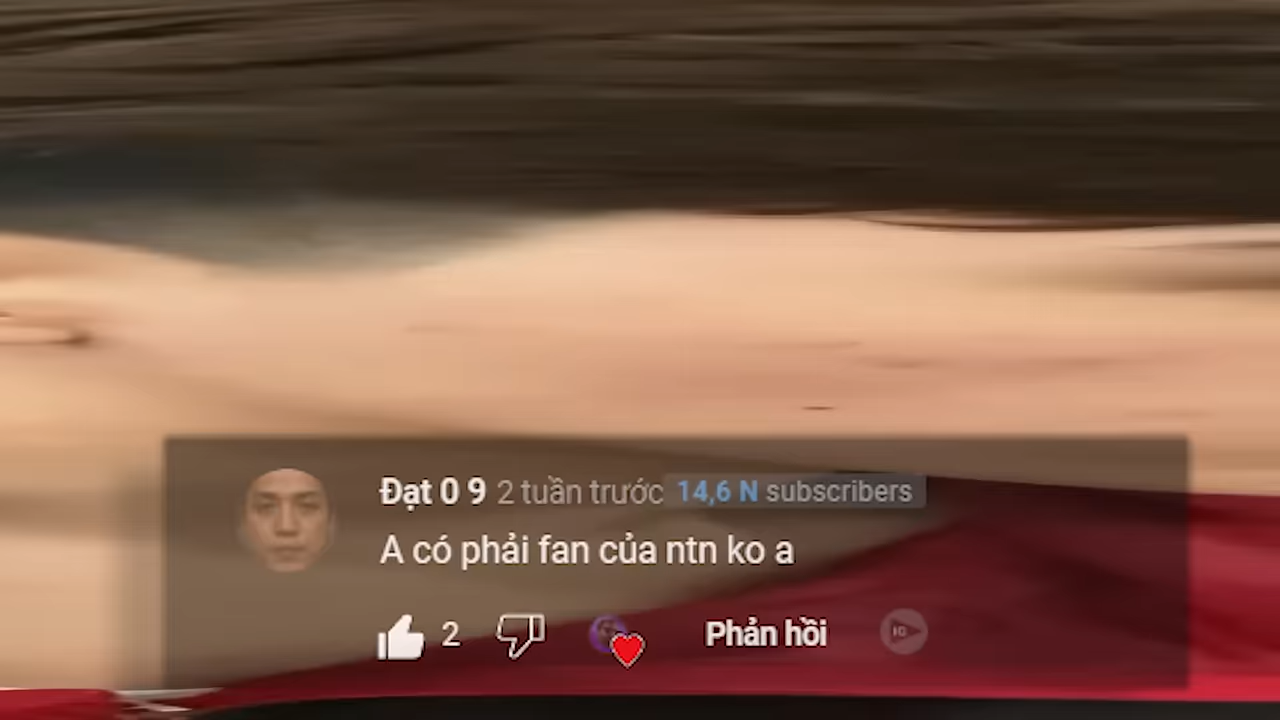 Đạt 0 9 2 tuần trước 14,6 N subscribers
A có phải fan của ntn ko a
2 Phản hồi